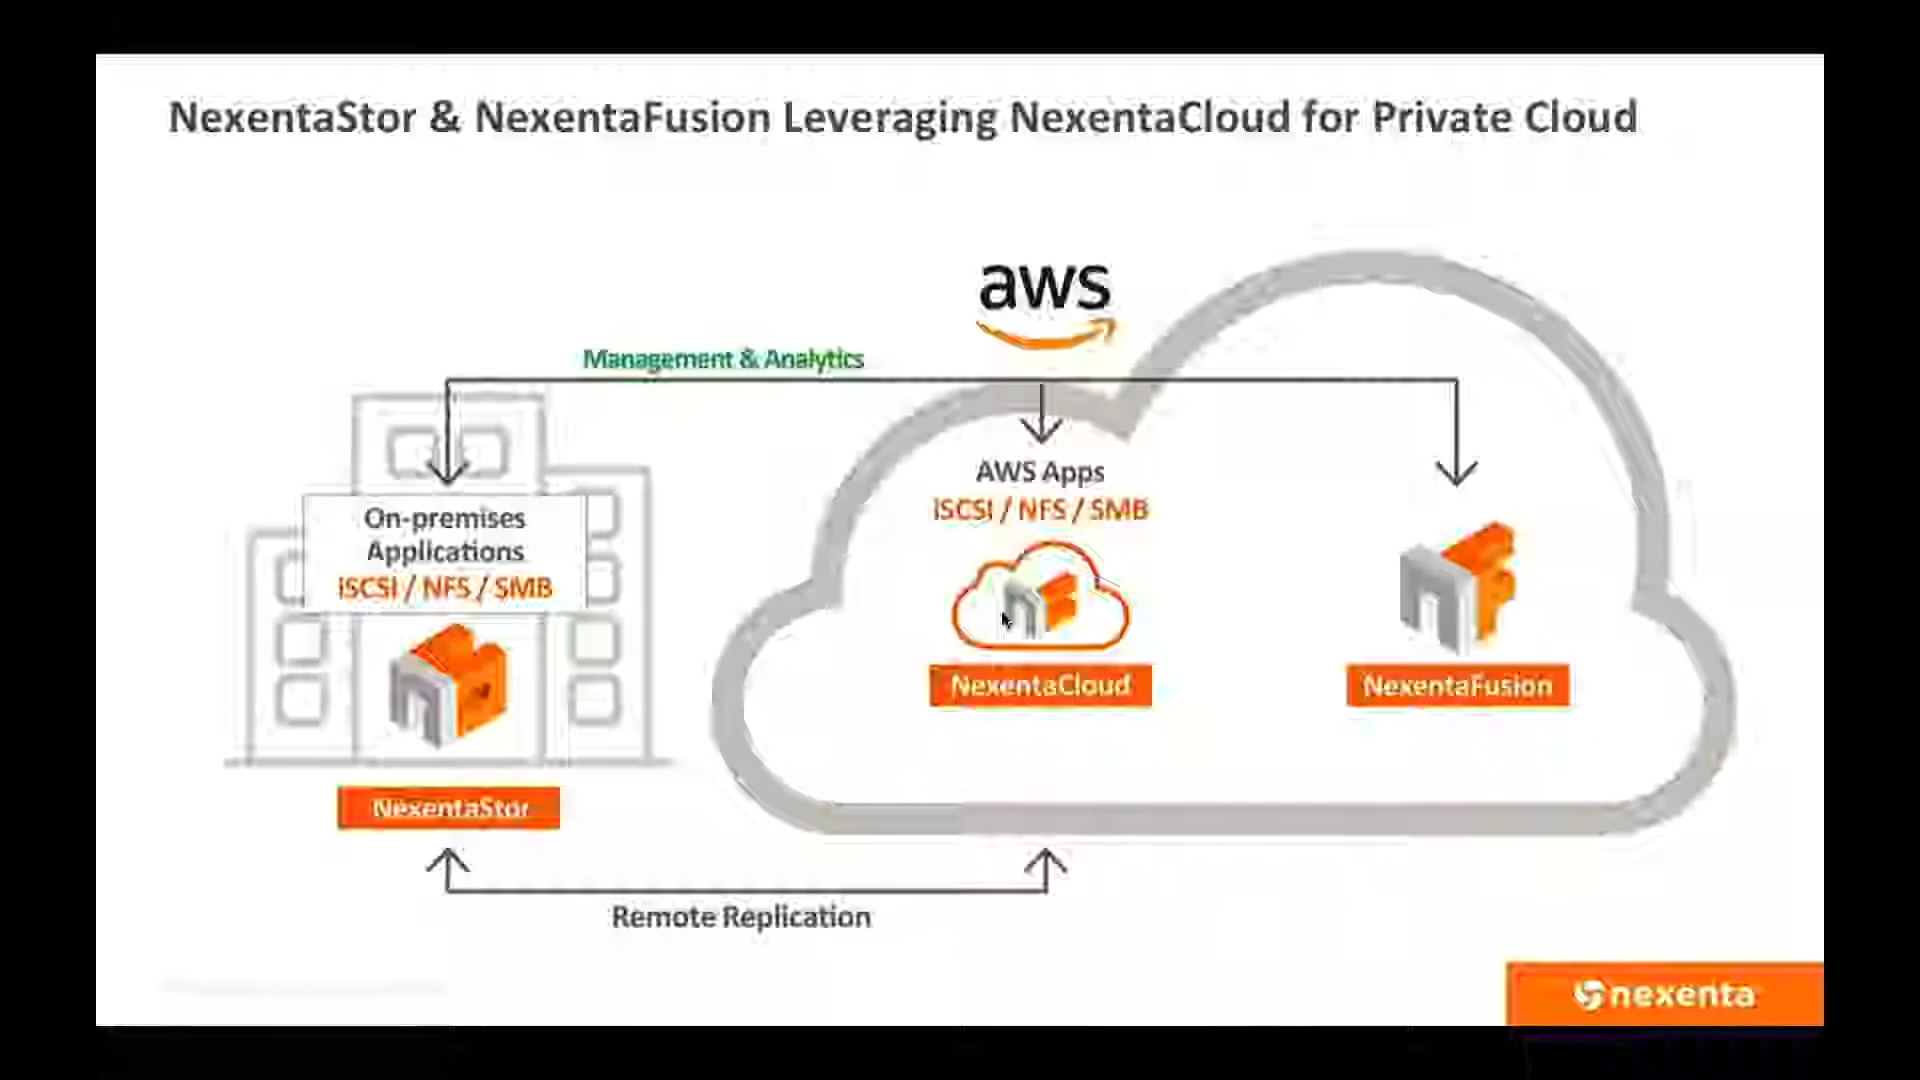 NexentaStor & NexentaFusion Leveraging NexentaCloud for Private Cloud
aws
Management & Analytics
On-premises
Applications
iSCSI / NFS / SMB
NexentaStor
AWS Apps
iSCSI / NFS / SMB
NexentaCloud
NexentaFusion
Remote Replication
nexenta